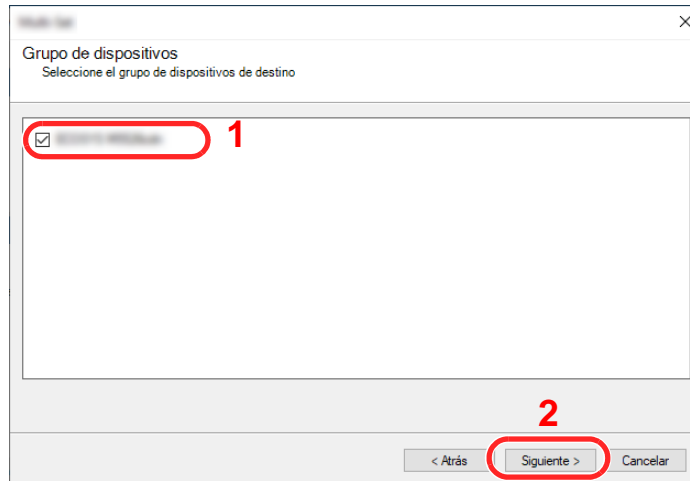 Grupo de dispositivos
Seleccione el grupo de dispositivos de destino
1
2
< Atrás
Siguiente >
Cancelar